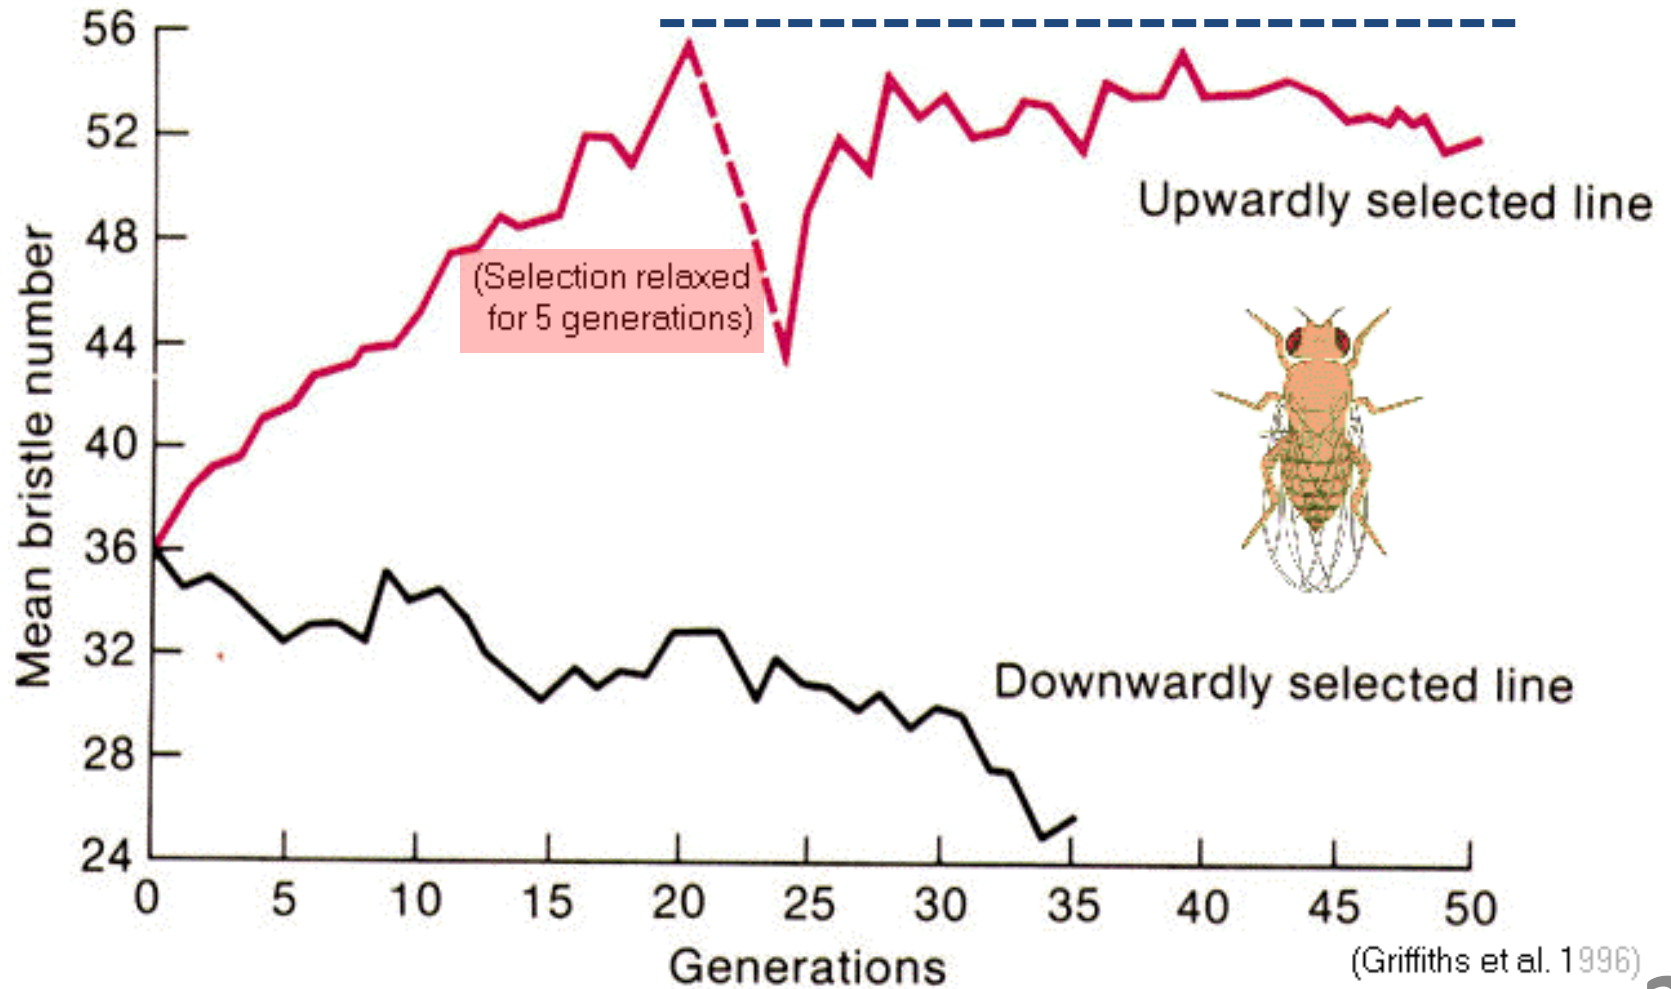 56
52
48
44
40
36
32
28
24
0 5 10 15 20 25 30 35 40 45 50
Mean bristle number
Generations
(Selection relaxed
for 5 generations)
Upwardly selected line
Downwardly selected line
(Griffiths et al. 1996)